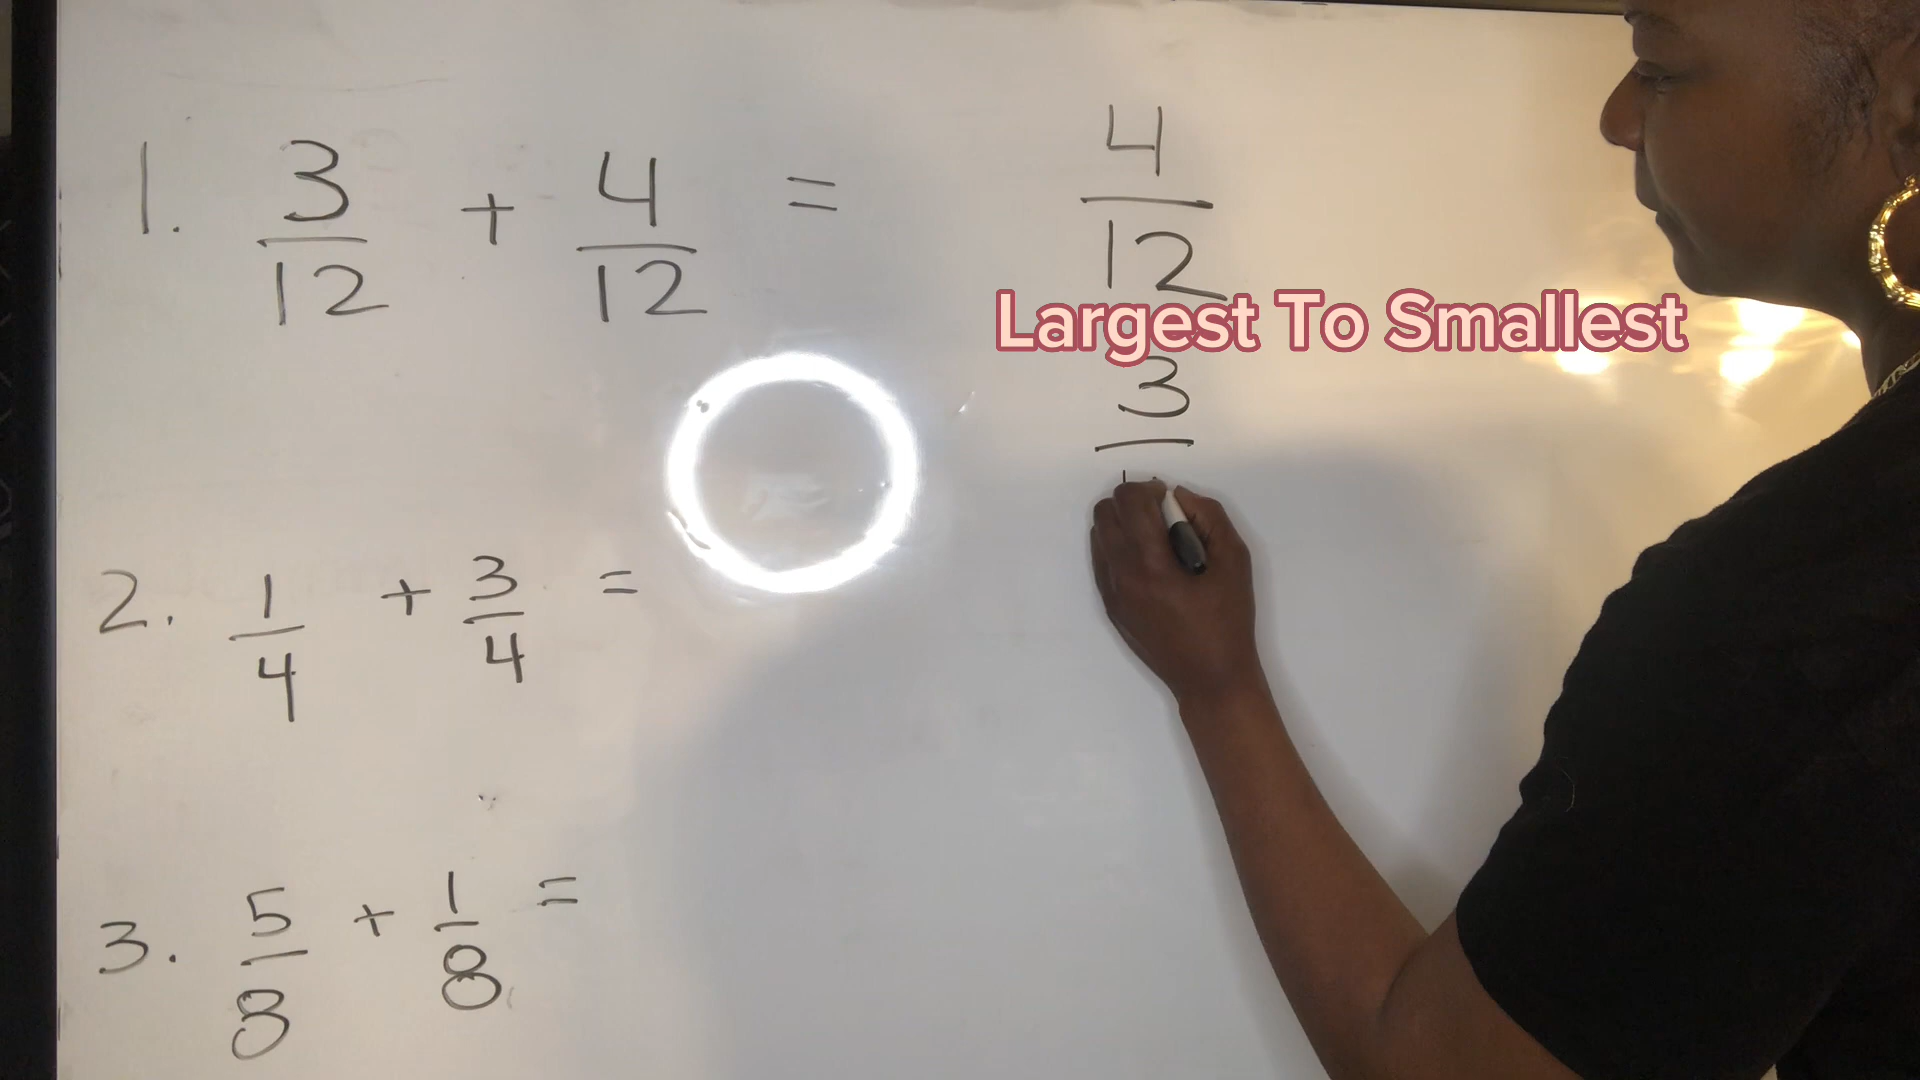 1. 3/12 + 4/12 =
2. 1/4 + 3/4 =
3. 5/8 + 1/8 =
4
12
Largest To Smallest
3